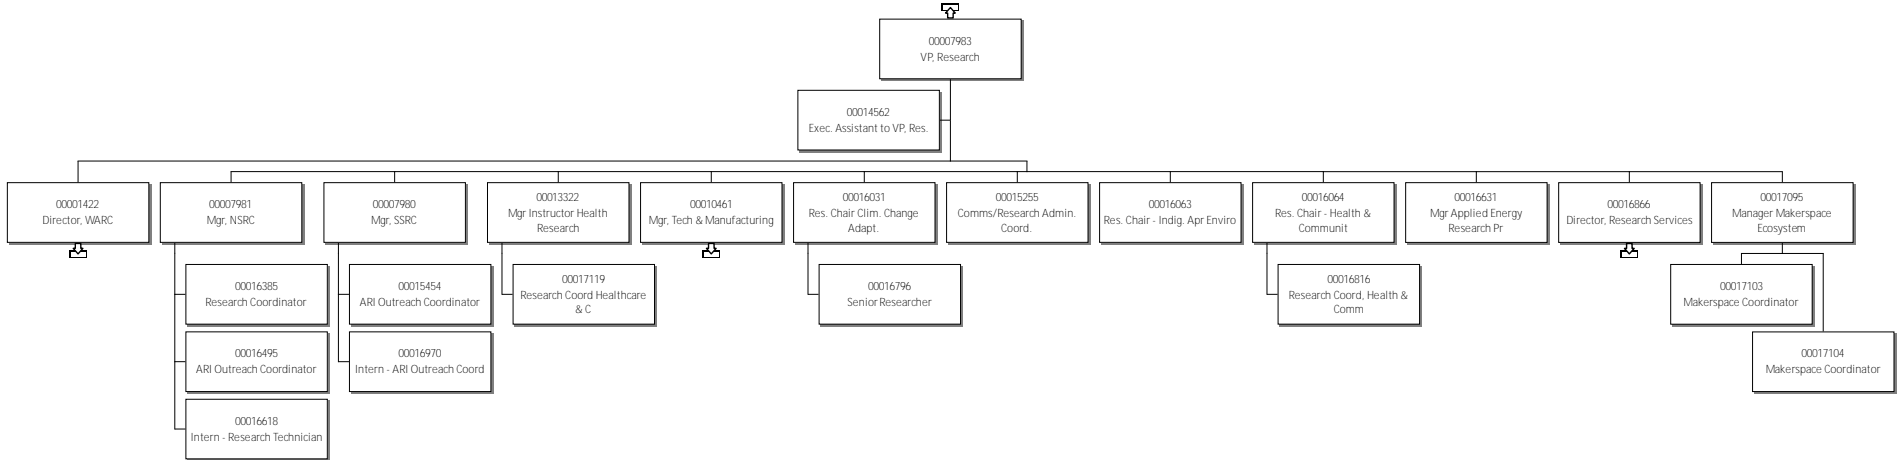 00007983
VP, Research
00014562
Exec. Assistant to VP, Res.
00001422
Director, WARC
00007981
Mgr, NSRC
00007980
Mgr, SSRC
00013322
Mgr Instructor Health
Research
00010461
Mgr, Tech & Manufacturing
00016031
Res. Chair Clim. Change
Adapt.
00015255
Comms/Research Admin.
Coord.
00016063
Res. Chair - Indig. Apr Enviro
00016064
Res. Chair - Health &
Communit
00016631
Mgr Applied Energy
Research Pr
00016866
Director, Research Services
00017095
Manager Makerspace
Ecosystem
00016385
Research Coordinator
00015454
ARI Outreach Coordinator
00017119
Research Coord Healthcare
& C
00016796
Senior Researcher
00016816
Research Coord, Health &
Comm
00017103
Makerspace Coordinator
00016495
ARI Outreach Coordinator
00016970
Intern - ARI Outreach Coord
00017104
Makerspace Coordinator
00016618
Intern - Research Technician